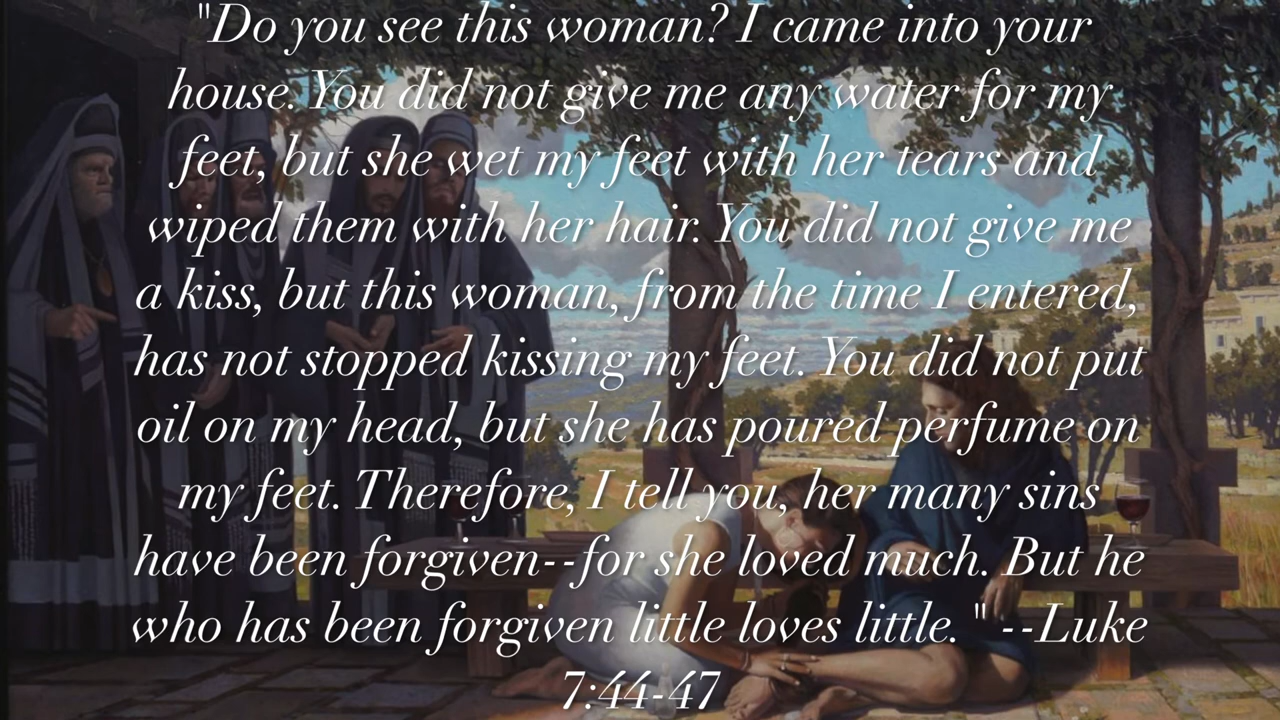 "Do you see this woman? I came into your
house. You did not give me any water for my
feet, but she wet my feet with her tears and
wiped them with her hair. You did not give me
a kiss, but this woman, from the time I entered,
has not stopped kissing my feet. You did not put
oil on my head, but she has poured perfume on
my feet. Therefore, I tell you, her many sins
have been forgiven--for she loved much. But he
who has been forgiven little loves little. " --Luke
7:44-47